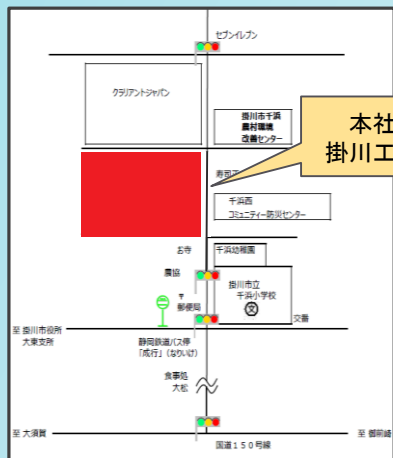 セブンイレブン
クラリアントジャパン
掛川市千浜
農村環境
改善センター
本社
掛川工
寿司
千浜西
コミュニティー防災センター
お寺
千浜幼稚園
農協
掛川市立
千浜小学校
〒
郵便局
文
交番
至 掛川市役所
大東支所
静岡鉄道バス停
「成行」（なりいけ）
食事処
大松
至 大須賀
至 御前崎
国道150号線